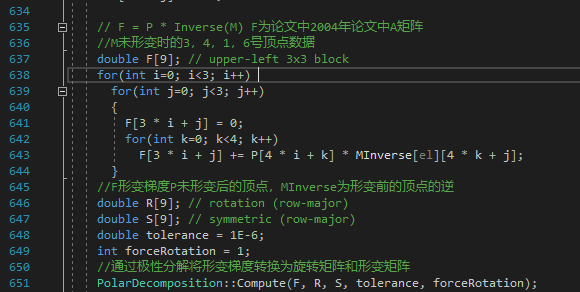 634
635 // F = P * Inverse(M) F为论文中2004年论文中A矩阵
636 //M未形变时的3, 4, 1, 6号顶点数据
637 double F[9]; // upper-left 3x3 block
638 for(int i=0; i<3; i++)
639 for(int j=0; j<3; j++)
640 {
641 F[3 * i + j] = 0;
642 for(int k=0; k<4; k++)
643 F[3 * i + j] += P[4 * i + k] * MInverse[el][4 * k + j];
644 }
645 //F形变梯度P未形变后的顶点, MInverse为形变前的顶点的逆
646 double R[9]; // rotation (row-major)
647 double S[9]; // symmetric (row-major)
648 double tolerance = 1E-6;
649 int forceRotation = 1;
650 //通过极性分解将形变梯度转换为旋转矩阵和形变矩阵
651 PolarDecomposition::Compute(F, R, S, tolerance, forceRotation);